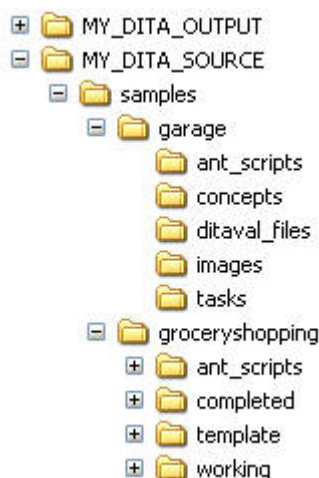 MY_DITA_OUTPUT
MY_DITA_SOURCE
samples
garage
ant_scripts
concepts
ditaval_files
images
tasks
groceryshopping
ant_scripts
completed
template
working